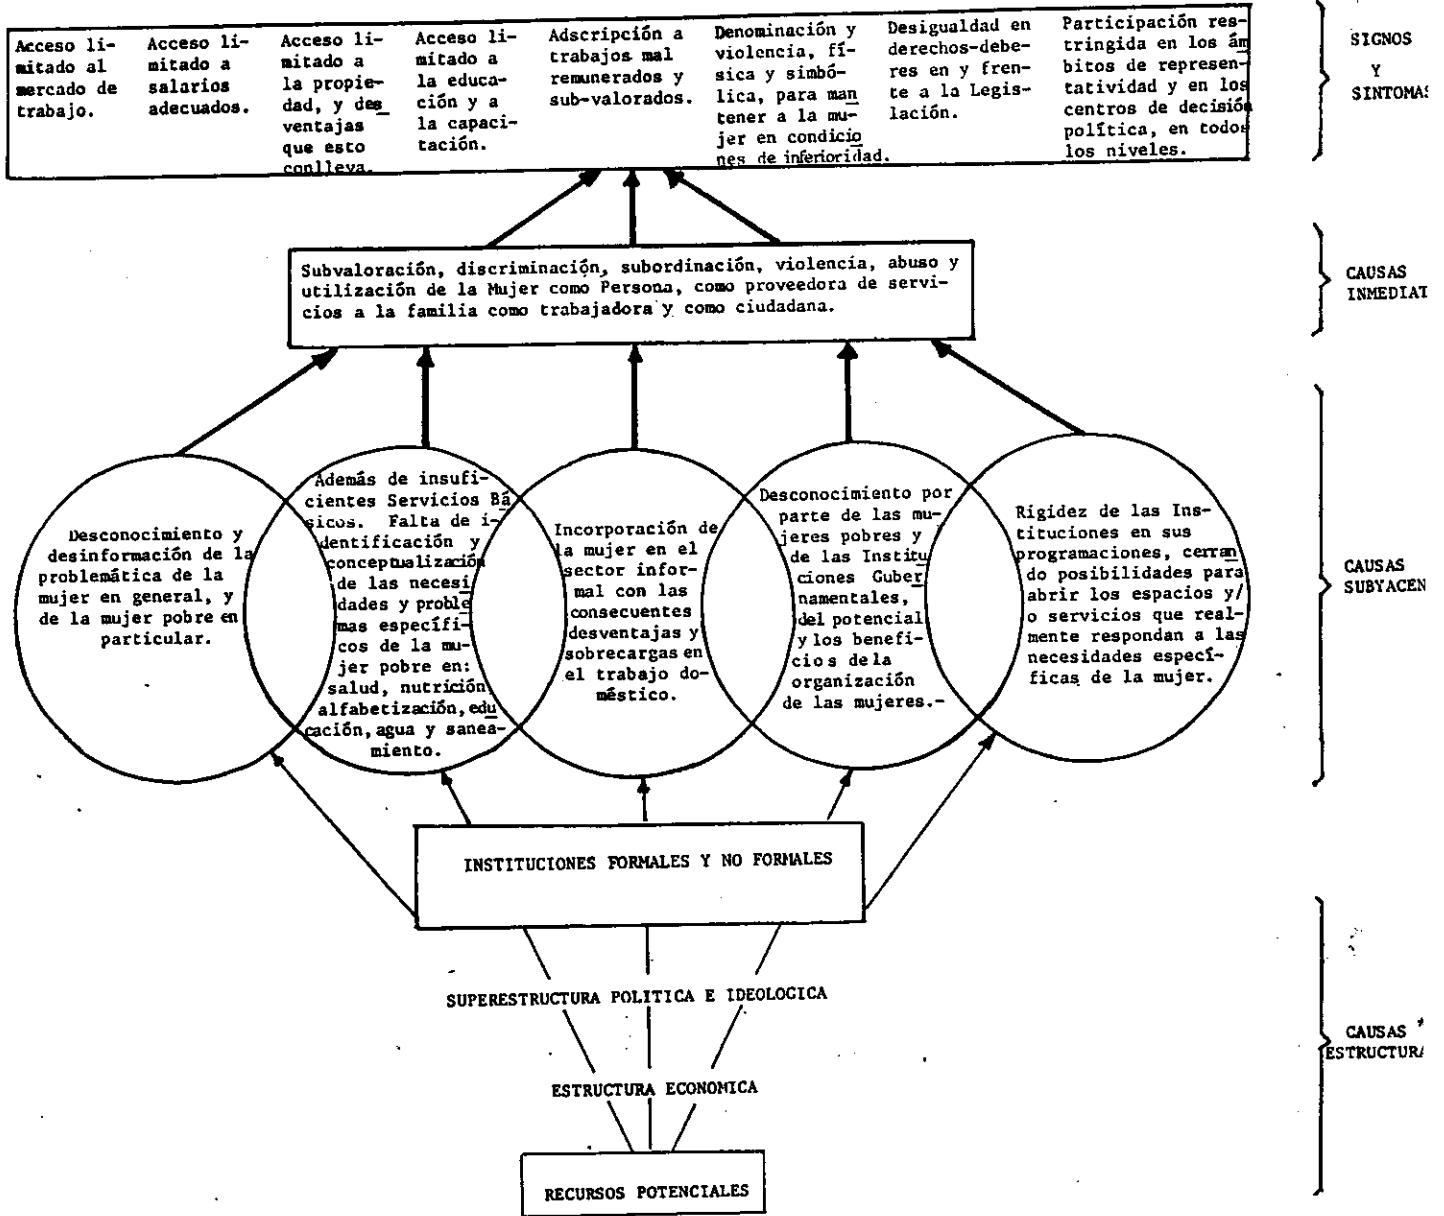 Acceso li-
mitado al
mercado de
trabajo.
Acceso li-
mitado a
salarios
adecuados.
Acceso li-
mitado a
la propie-
dad, y des
ventajas
que esto
conlleva.
Acceso li-
mitado a
la educa-
ción y a
la capaci-
tación.
Adscripción a
trabajos mal
remunerados y
sub-valorados.
Denominación y
violencia, fí-
sica y simbó-
lica, para man
tener a la mu-
jer en condicio
nes de inferioridad.
Desigualdad en
derechos-debe-
res en y fren-
te a la Legis-
lación.
Participación res-
tringida en los ám
bitos de represen-
tatividad y en los
centros de decisió
política, en todos
los niveles.
SIGNOS
Y
SINTOMAS
Subvaloración, discriminación, subordinación, violencia, abuso y
utilización de la Mujer como Persona, como proveedora de servi-
cios a la familia como trabajadora y como ciudadana.
CAUSAS
INMEDIAT
Desconocimiento y
desinformación de la
problemática de la
mujer en general, y
de la mujer pobre en
particular.
Además de insufi-
cientes Servicios Bá
sicos. Falta de i-
dentificación y
conceptualizació
de las necesi
dades y proble
mas específi-
cos de la mu-
jer pobre en:
salud, nutrición,
alfabetización, edu
cación, agua y sanea-
miento.
Incorporación de
la mujer en el
sector infor-
mal con las
consecuentes
desventajas y
sobrecargas en
el trabajo do-
méstico.
Desconocimiento por
parte de las mu-
jeres pobres y
de las Institu
ciones Guber
namentales,
del potencial
y los benefi-
cios de la
organización
de las mujeres.-
Rigidez de las Ins-
tituciones en sus
programaciones, cerran
do posibilidades para
abrir los espacios y/
o servicios que real-
mente respondan a las
necesidades especí-
ficas de la mujer.
CAUSAS
SUBYACEN
INSTITUCIONES FORMALES Y NO FORMALES
SUPERESTRUCTURA POLITICA E IDEOLOGICA
ESTRUCTURA ECONOMICA
RECURSOS POTENCIALES
CAUSAS
ESTRUCTURA